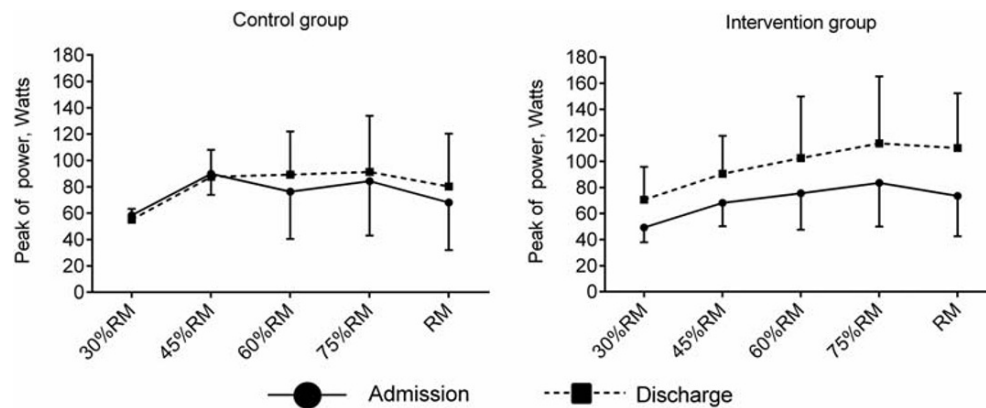 Control group
Peak of power, Watts
180
160
140
120
100
80
60
40
20
0
30%RM
45%RM
60%RM
75%RM
RM
Intervention group
Peak of power, Watts
180
160
140
120
100
80
60
40
20
0
30%RM
45%RM
60%RM
75%RM
RM
Admission
Discharge